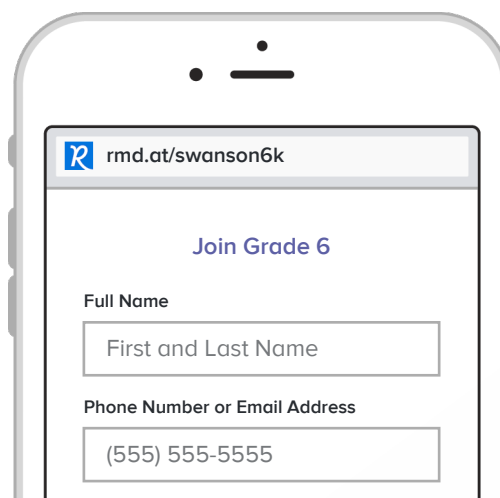 rmd.at/swanson6k
Join Grade 6
Full Name
First and Last Name
Phone Number or Email Address
(555) 555-5555